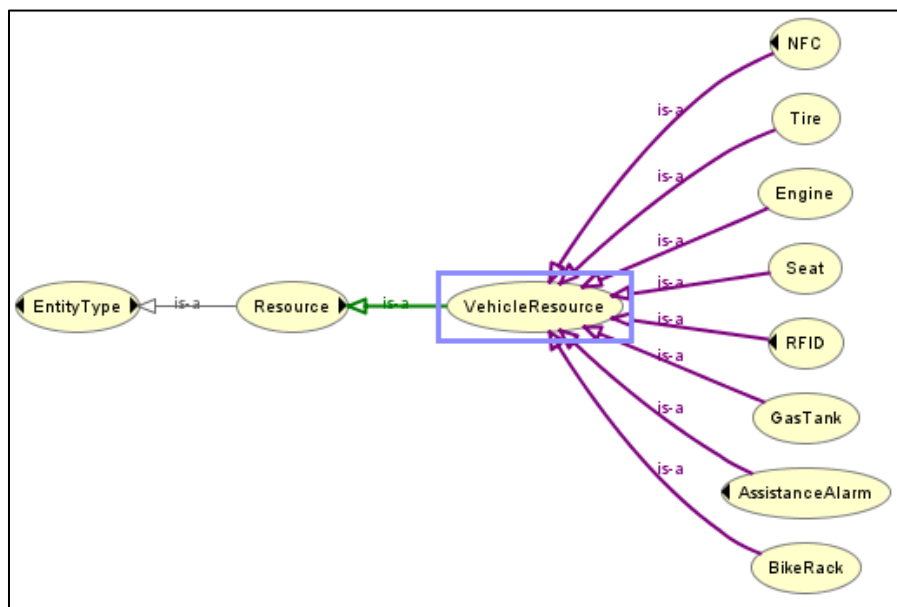 NFC
is-a
Tire
is-a
Engine
is-a
Seat
is-a
EntityType
is-a
Resource
is-a
VehicleResource
is-a
RFID
is-a
GasTank
is-a
AssistanceAlarm
is-a
BikeRack